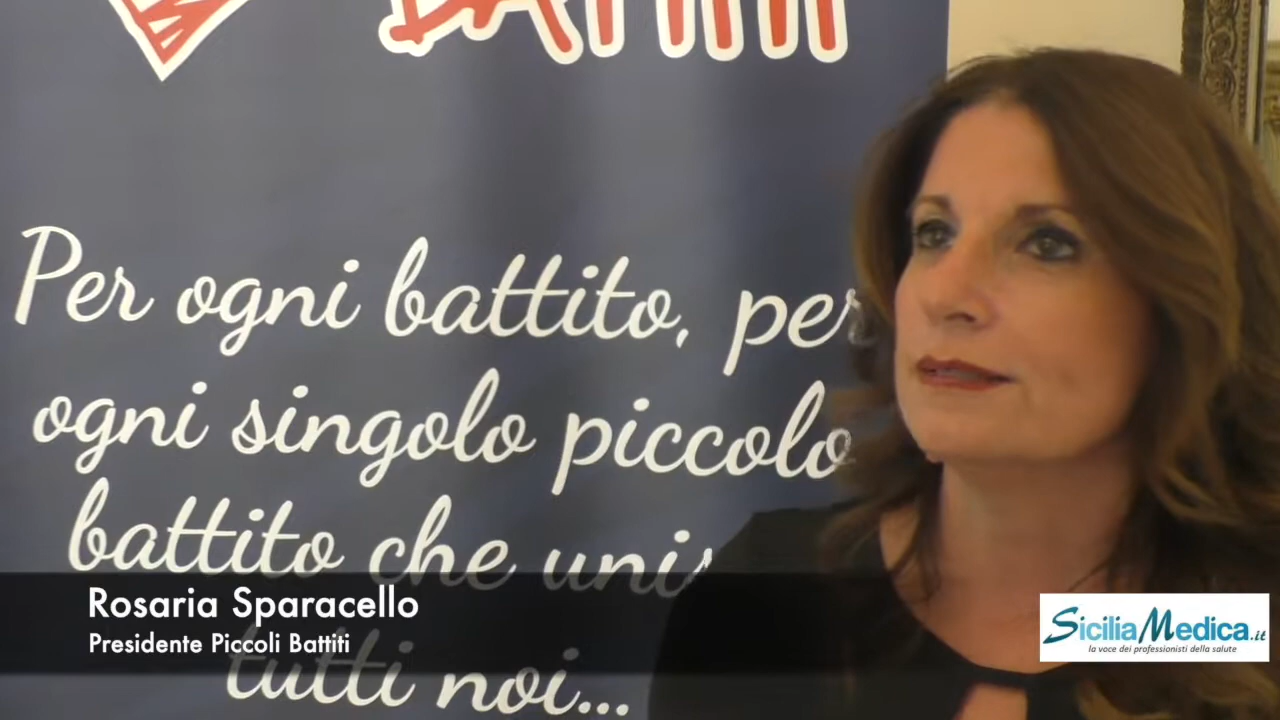 BATTITI
Per ogni battito, per
ogni singolo piccolo
battito che
tutti noi...
Rosaria Sparacello
Presidente Piccoli Battiti
SiciliaMedica.it
la voce dei professionisti della salute